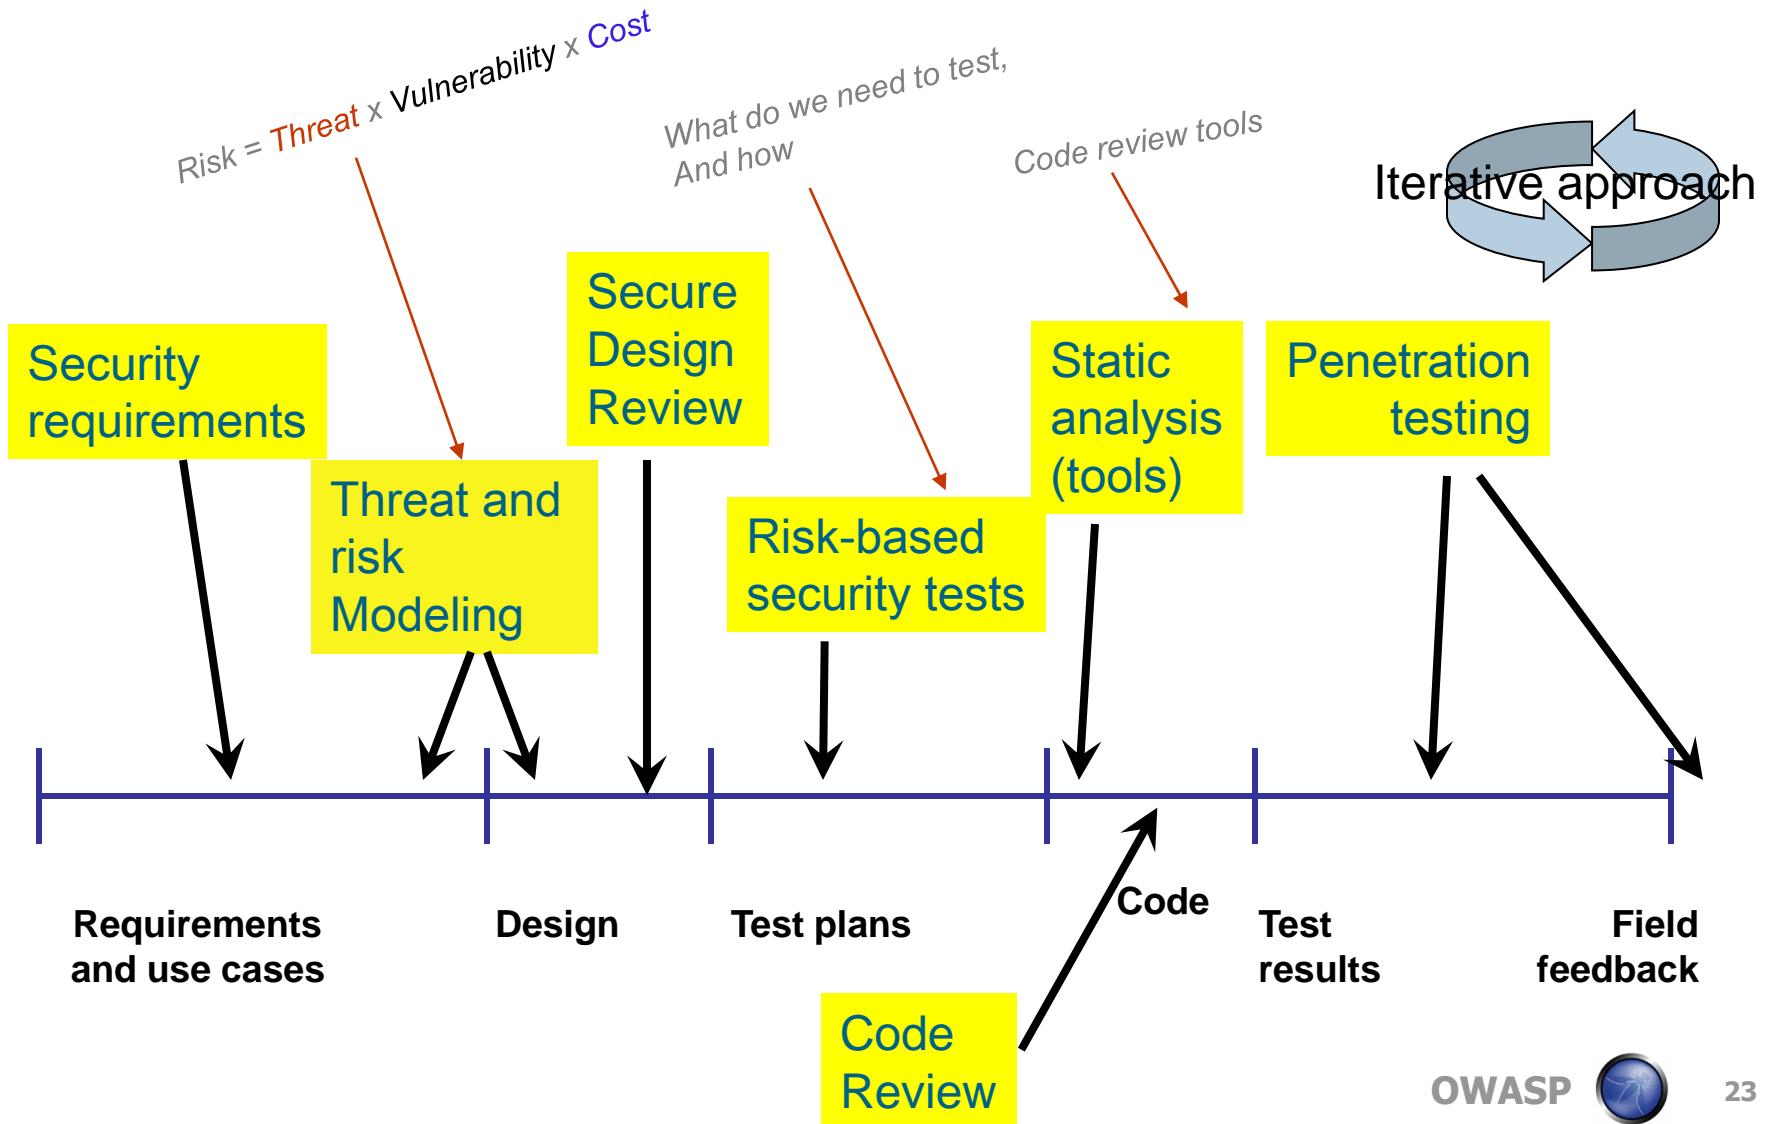 Risk = Threat x Vulnerability x Cost
What do we need to test,
And how
Code review tools
Iterative approach
Security
requirements
Threat and
risk
Modeling
Secure
Design
Review
Risk-based
security tests
Static
analysis
(tools)
Penetration
testing
Requirements
and use cases
Design
Test plans
Code
Test
results
Field
feedback
Code
Review
OWASP
23